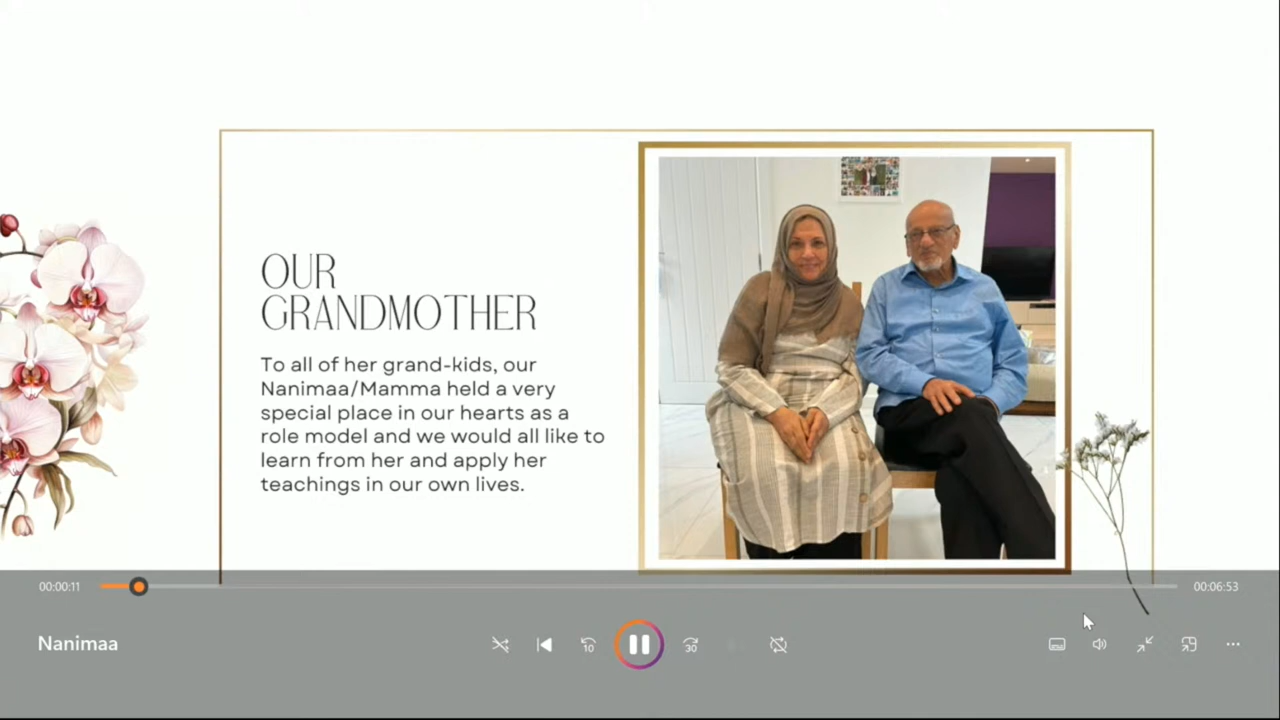 OUR
GRANDMOTHER
To all of her grand-kids, our
Nanimaa/Mamma held a very
special place in our hearts as a
role model and we would all like to
learn from her and apply her
teachings in our own lives.
00:00:11
00:06:53
Nanimaa
10
30